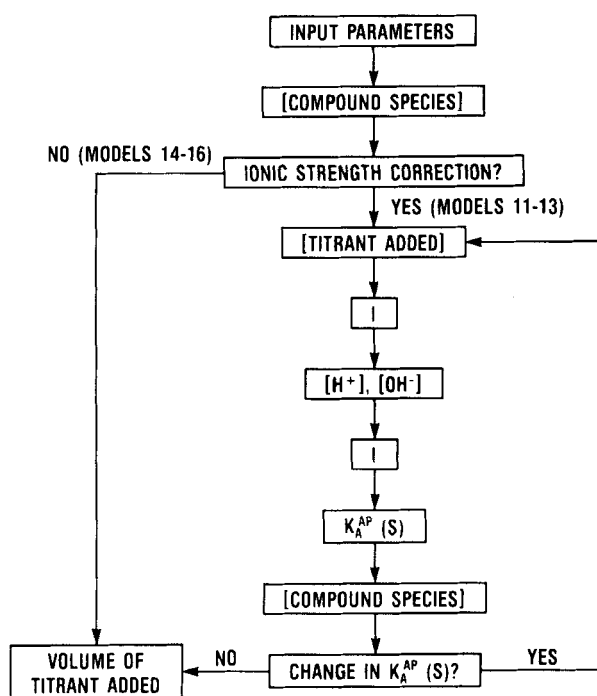 INPUT PARAMETERS
[COMPOUND SPECIES]
NO (MODELS 14-16)
IONIC STRENGTH CORRECTION?
YES (MODELS 11-13)
[TITRANT ADDED]
I
[H⁺], [OH⁻]
I
K_A^AP (S)
[COMPOUND SPECIES]
VOLUME OF
TITRANT ADDED
NO
CHANGE IN K_A^AP (S)?
YES